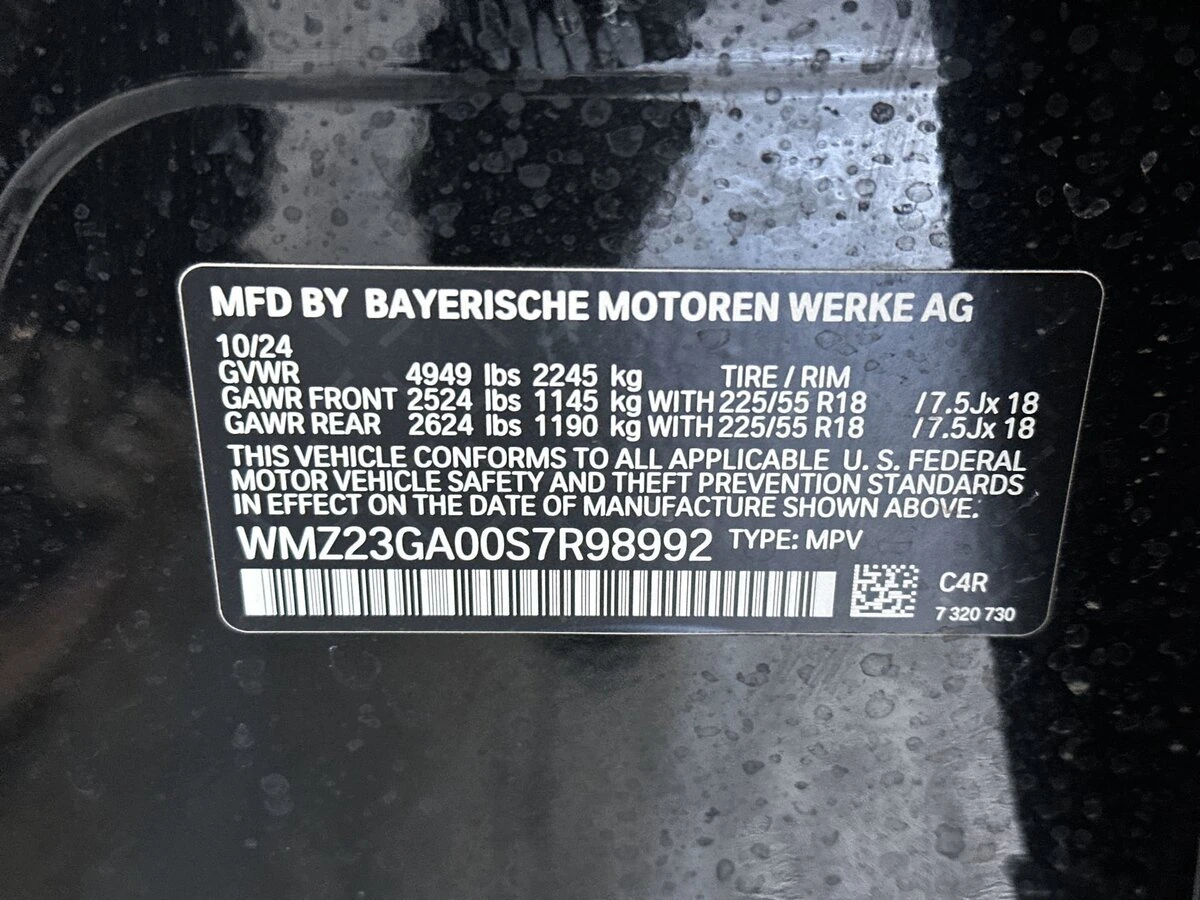 MFD BY BAYERISCHE MOTOREN WERKE AG
10/24
GVWR 4949 lbs 2245 kg TIRE / RIM
GAWR FRONT 2524 lbs 1145 kg WITH 225/55 R18 / 7.5Jx 18
GAWR REAR 2624 lbs 1190 kg WITH 225/55 R18 / 7.5Jx 18
THIS VEHICLE CONFORMS TO ALL APPLICABLE U. S. FEDERAL
MOTOR VEHICLE SAFETY AND THEFT PREVENTION STANDARDS
IN EFFECT ON THE DATE OF MANUFACTURE SHOWN ABOVE:
WMZ23GA00S7R98992 TYPE: MPV
C4R
7 320 730